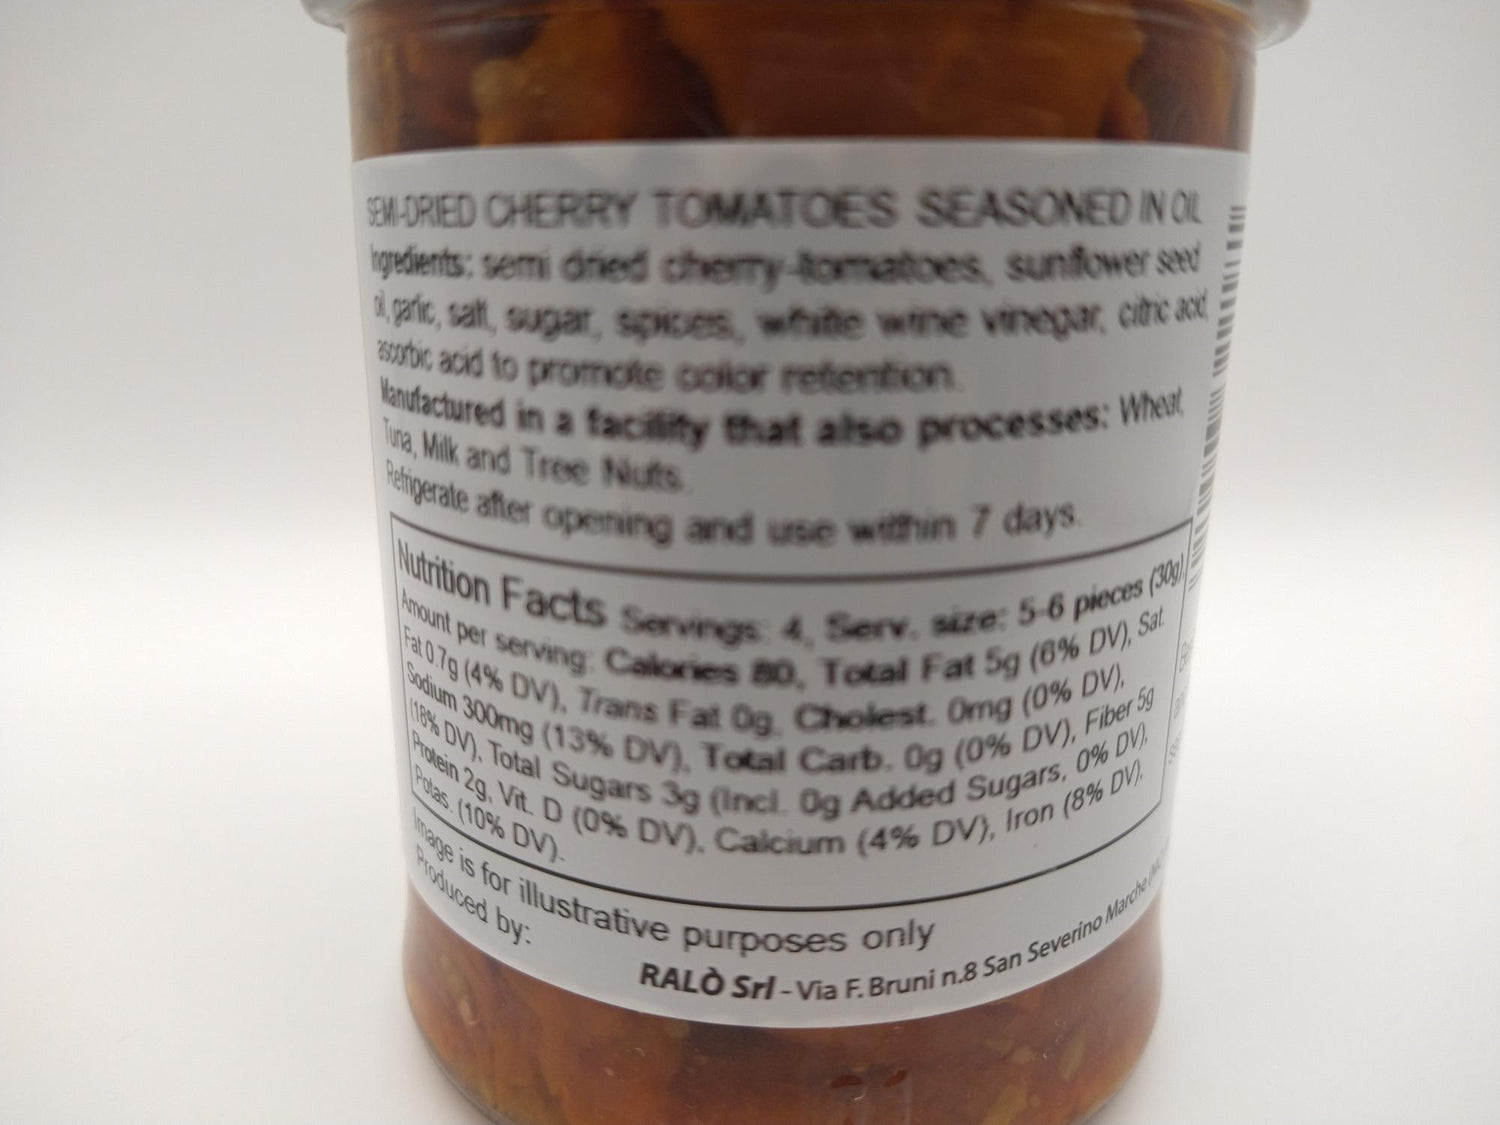 SEMI-DRIED CHERRY TOMATOES SEASONED IN OIL
Ingredients: semi dried cherry-tomatoes, sunflower seed
oil, garlic, salt, sugar, spices, white wine vinegar, citric acid,
ascorbic acid to promote color retention.
Manufactured in a facility that also processes: Wheat,
Tuna, Milk and Tree Nuts.
Refrigerate after opening and use within 7 days.
Nutrition Facts Servings: 4, Serv. size: 5-6 pieces (30g),
Amount per serving: Calories 80, Total Fat 5g (6% DV), Sat.
Fat 0.7g (4% DV), Trans Fat 0g, Cholest. 0mg (0% DV),
Sodium 300mg (13% DV), Total Carb. 0g (0% DV), Fiber 5g
(18% DV), Total Sugars 3g (Incl. 0g Added Sugars, 0% DV),
Protein 2g, Vit. D (0% DV), Calcium (4% DV), Iron (8% DV),
Potas. (10% DV).
Image is for illustrative purposes only
Produced by:
RALÒ Srl - Via F. Bruni n.8 San Severino Marche